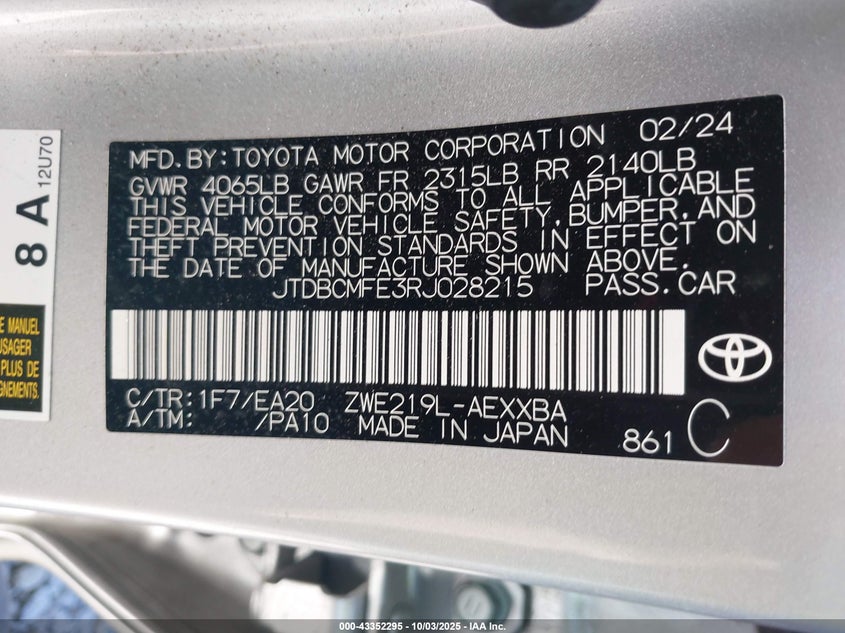 MFD.BY:TOYOTA MOTOR CORPORATION 02/24
GVWR 4065LB GAWR FR 2315LB RR 2140LB
THIS VEHICLE CONFORMS TO ALL APPLICABLE
FEDERAL MOTOR VEHICLE SAFETY,BUMPER,AND
THEFT PREVENTION STANDARDS IN EFFECT ON
THE DATE OF MANUFACTURE SHOWN ABOVE.
JTDBCMFE3RJ028215 PASS.CAR
C/TR:1F7/EA20 ZWE219L-AEXXBA
A/TM: /PA10 MADE IN JAPAN
861 C
8 A
12U70
E MANUEL
USAGER
PLUS DE
GNEMENTS.
000-43352295 - 10/03/2025 - IAA Inc.